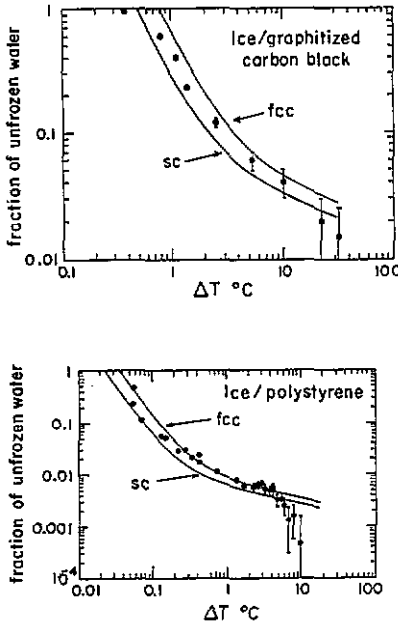 Ice/graphitized
carbon black
fraction of unfrozen water
1
0.1
0.01
fcc
sc
0.1
1
10
100
ΔT °C
Ice/polystyrene
fraction of unfrozen water
1
0.1
0.01
0.001
10⁻⁴
fcc
sc
0.01
0.1
1
10
100
ΔT °C